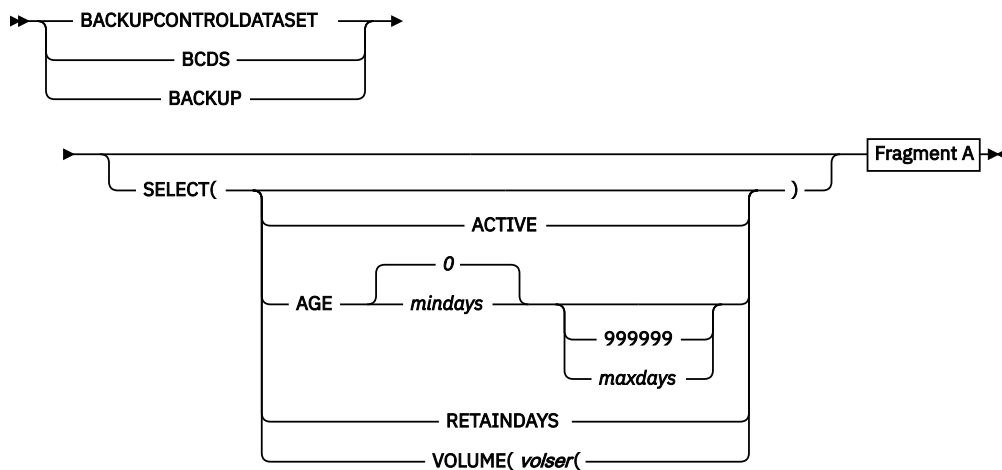 BACKUPCONTROLDATASET
BCDS
BACKUP
Fragment A
SELECT( )
ACTIVE
0
AGE mindays
999999
maxdays
RETAINDAYS
VOLUME( volser(